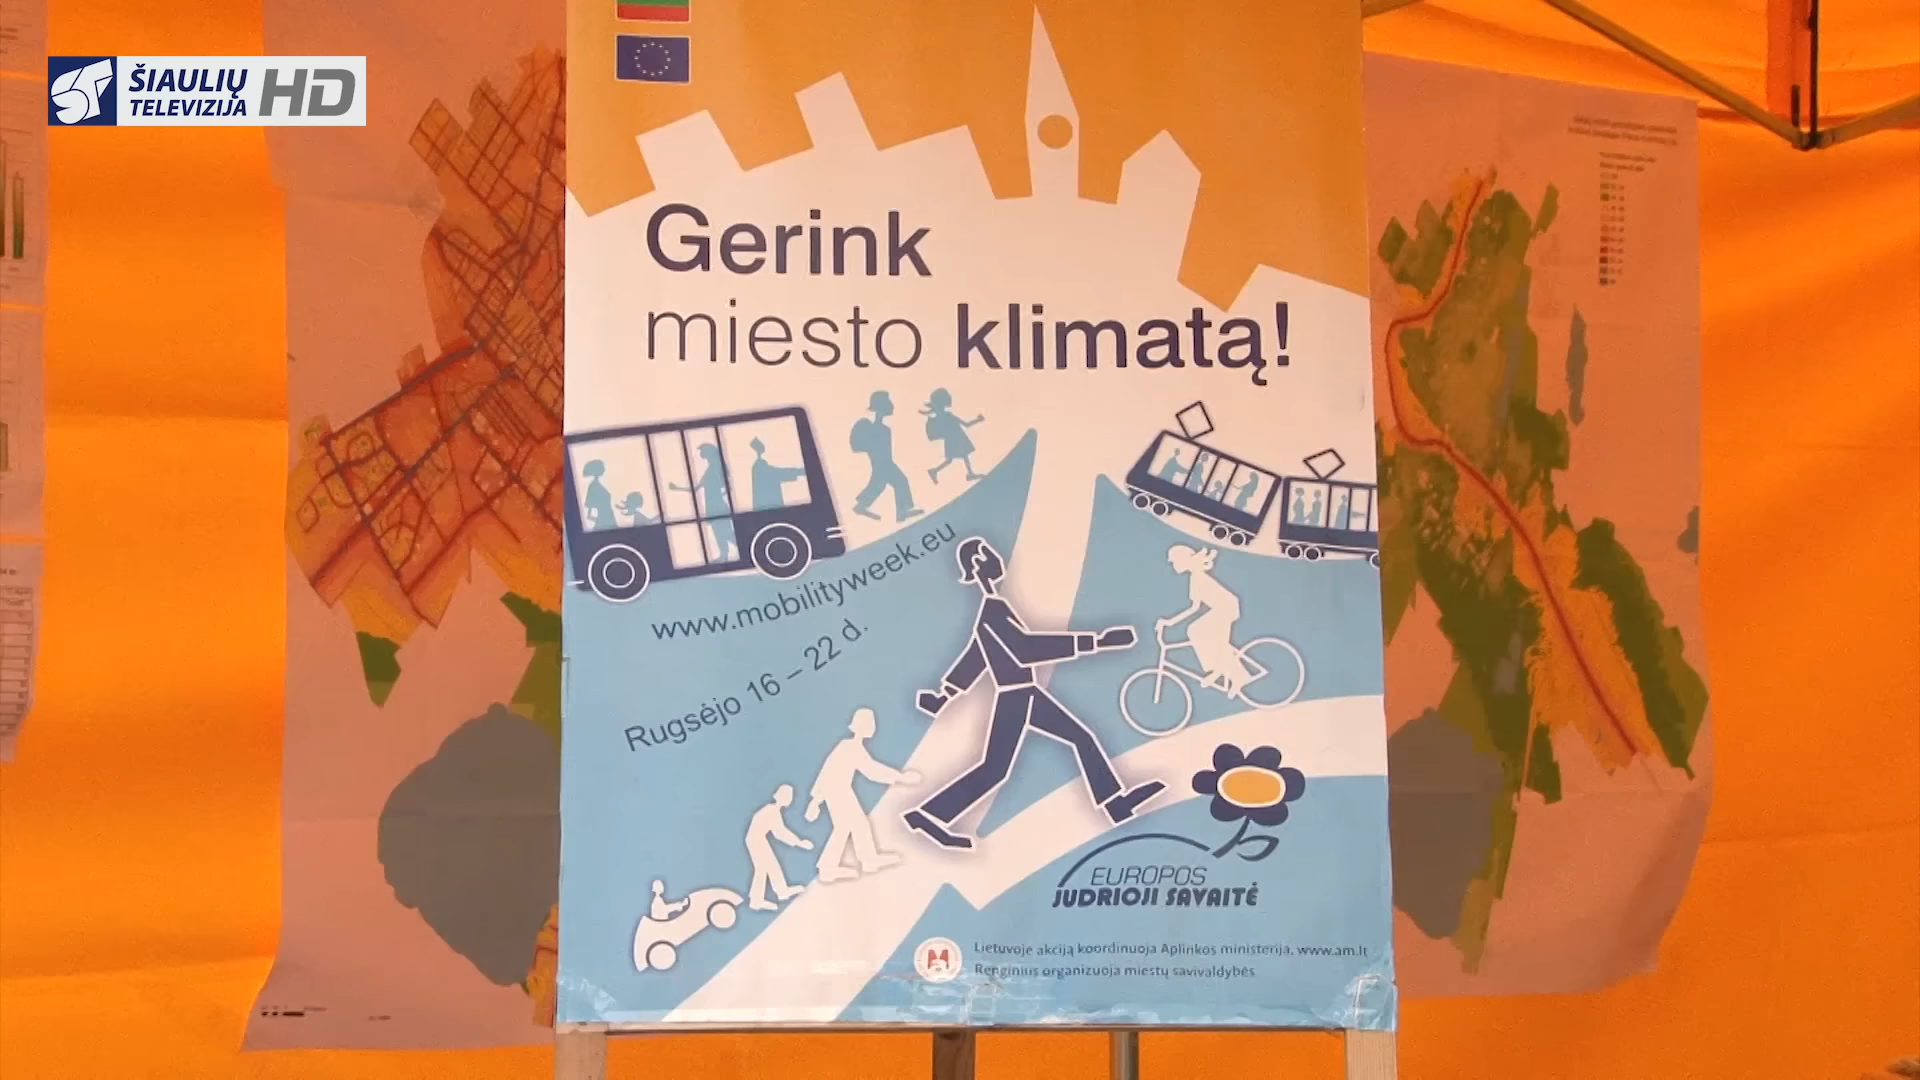 ŠIAULIŲ
TELEVIZIJA HD
Gerink
miesto klimatą!
www.mobilityweek.eu
Rugsėjo 16 – 22 d.
EUROPOS
JUDRIOJI SAVAITĖ
Lietuvoje akciją koordinuoja Aplinkos ministerija, www.am.lt
Renginius organizuoja miestų savivaldybės